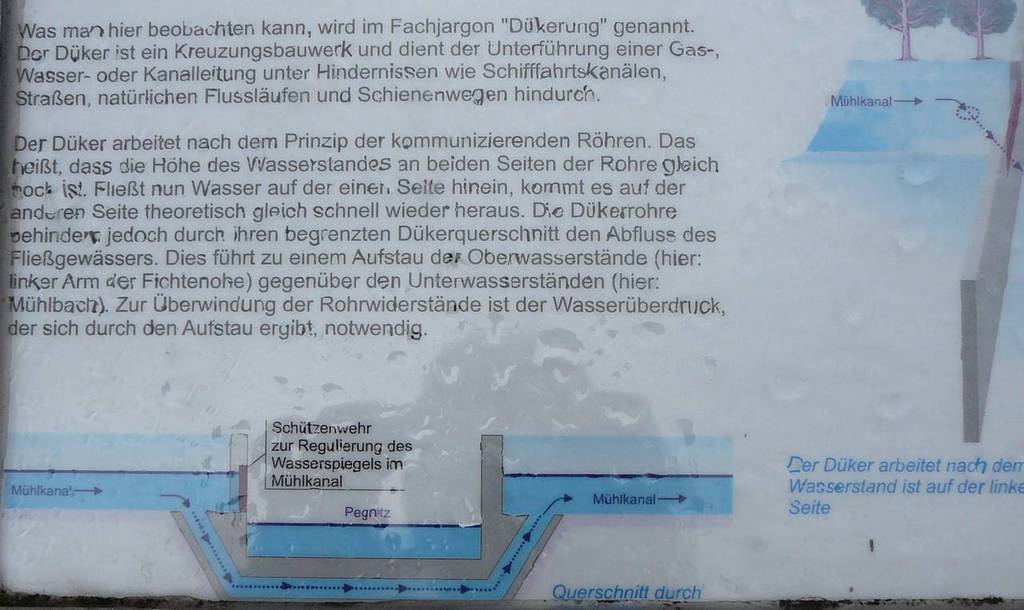 Was man hier beobachten kann, wird im Fachjargon "Dükerung" genannt.
Der Düker ist ein Kreuzungsbauwerk und dient der Unterführung einer Gas-,
Wasser- oder Kanalleitung unter Hindernissen wie Schifffahrtskanälen,
Straßen, natürlichen Flussläufen und Schienenwegen hindurch.
Der Düker arbeitet nach dem Prinzip der kommunizierenden Röhren. Das
heißt, dass die Höhe des Wasserstandes an beiden Seiten der Rohre gleich
hoch ist. Fließt nun Wasser auf der einen Seite hinein, kommt es auf der
anderen Seite theoretisch gleich schnell wieder heraus. Die Dükerrohre
behindern jedoch durch ihren begrenzten Dükerquerschnitt den Abfluss des
Fließgewässers. Dies führt zu einem Aufstau der Oberwasserstände (hier:
linker Arm der Fichtenohe) gegenüber den Unterwasserständen (hier:
Mühlbach). Zur Überwindung der Rohrwiderstände ist der Wasserüberdruck,
der sich durch den Aufstau ergibt, notwendig.
Mühlkanal
Schützenwehr
zur Regulierung des
Wasserspiegels im
Mühlkanal
Mühlkanal
Pegnitz
Mühlkanal
Querschnitt durch
Der Düker arbeitet nach dem
Wasserstand ist auf der linke
Seite